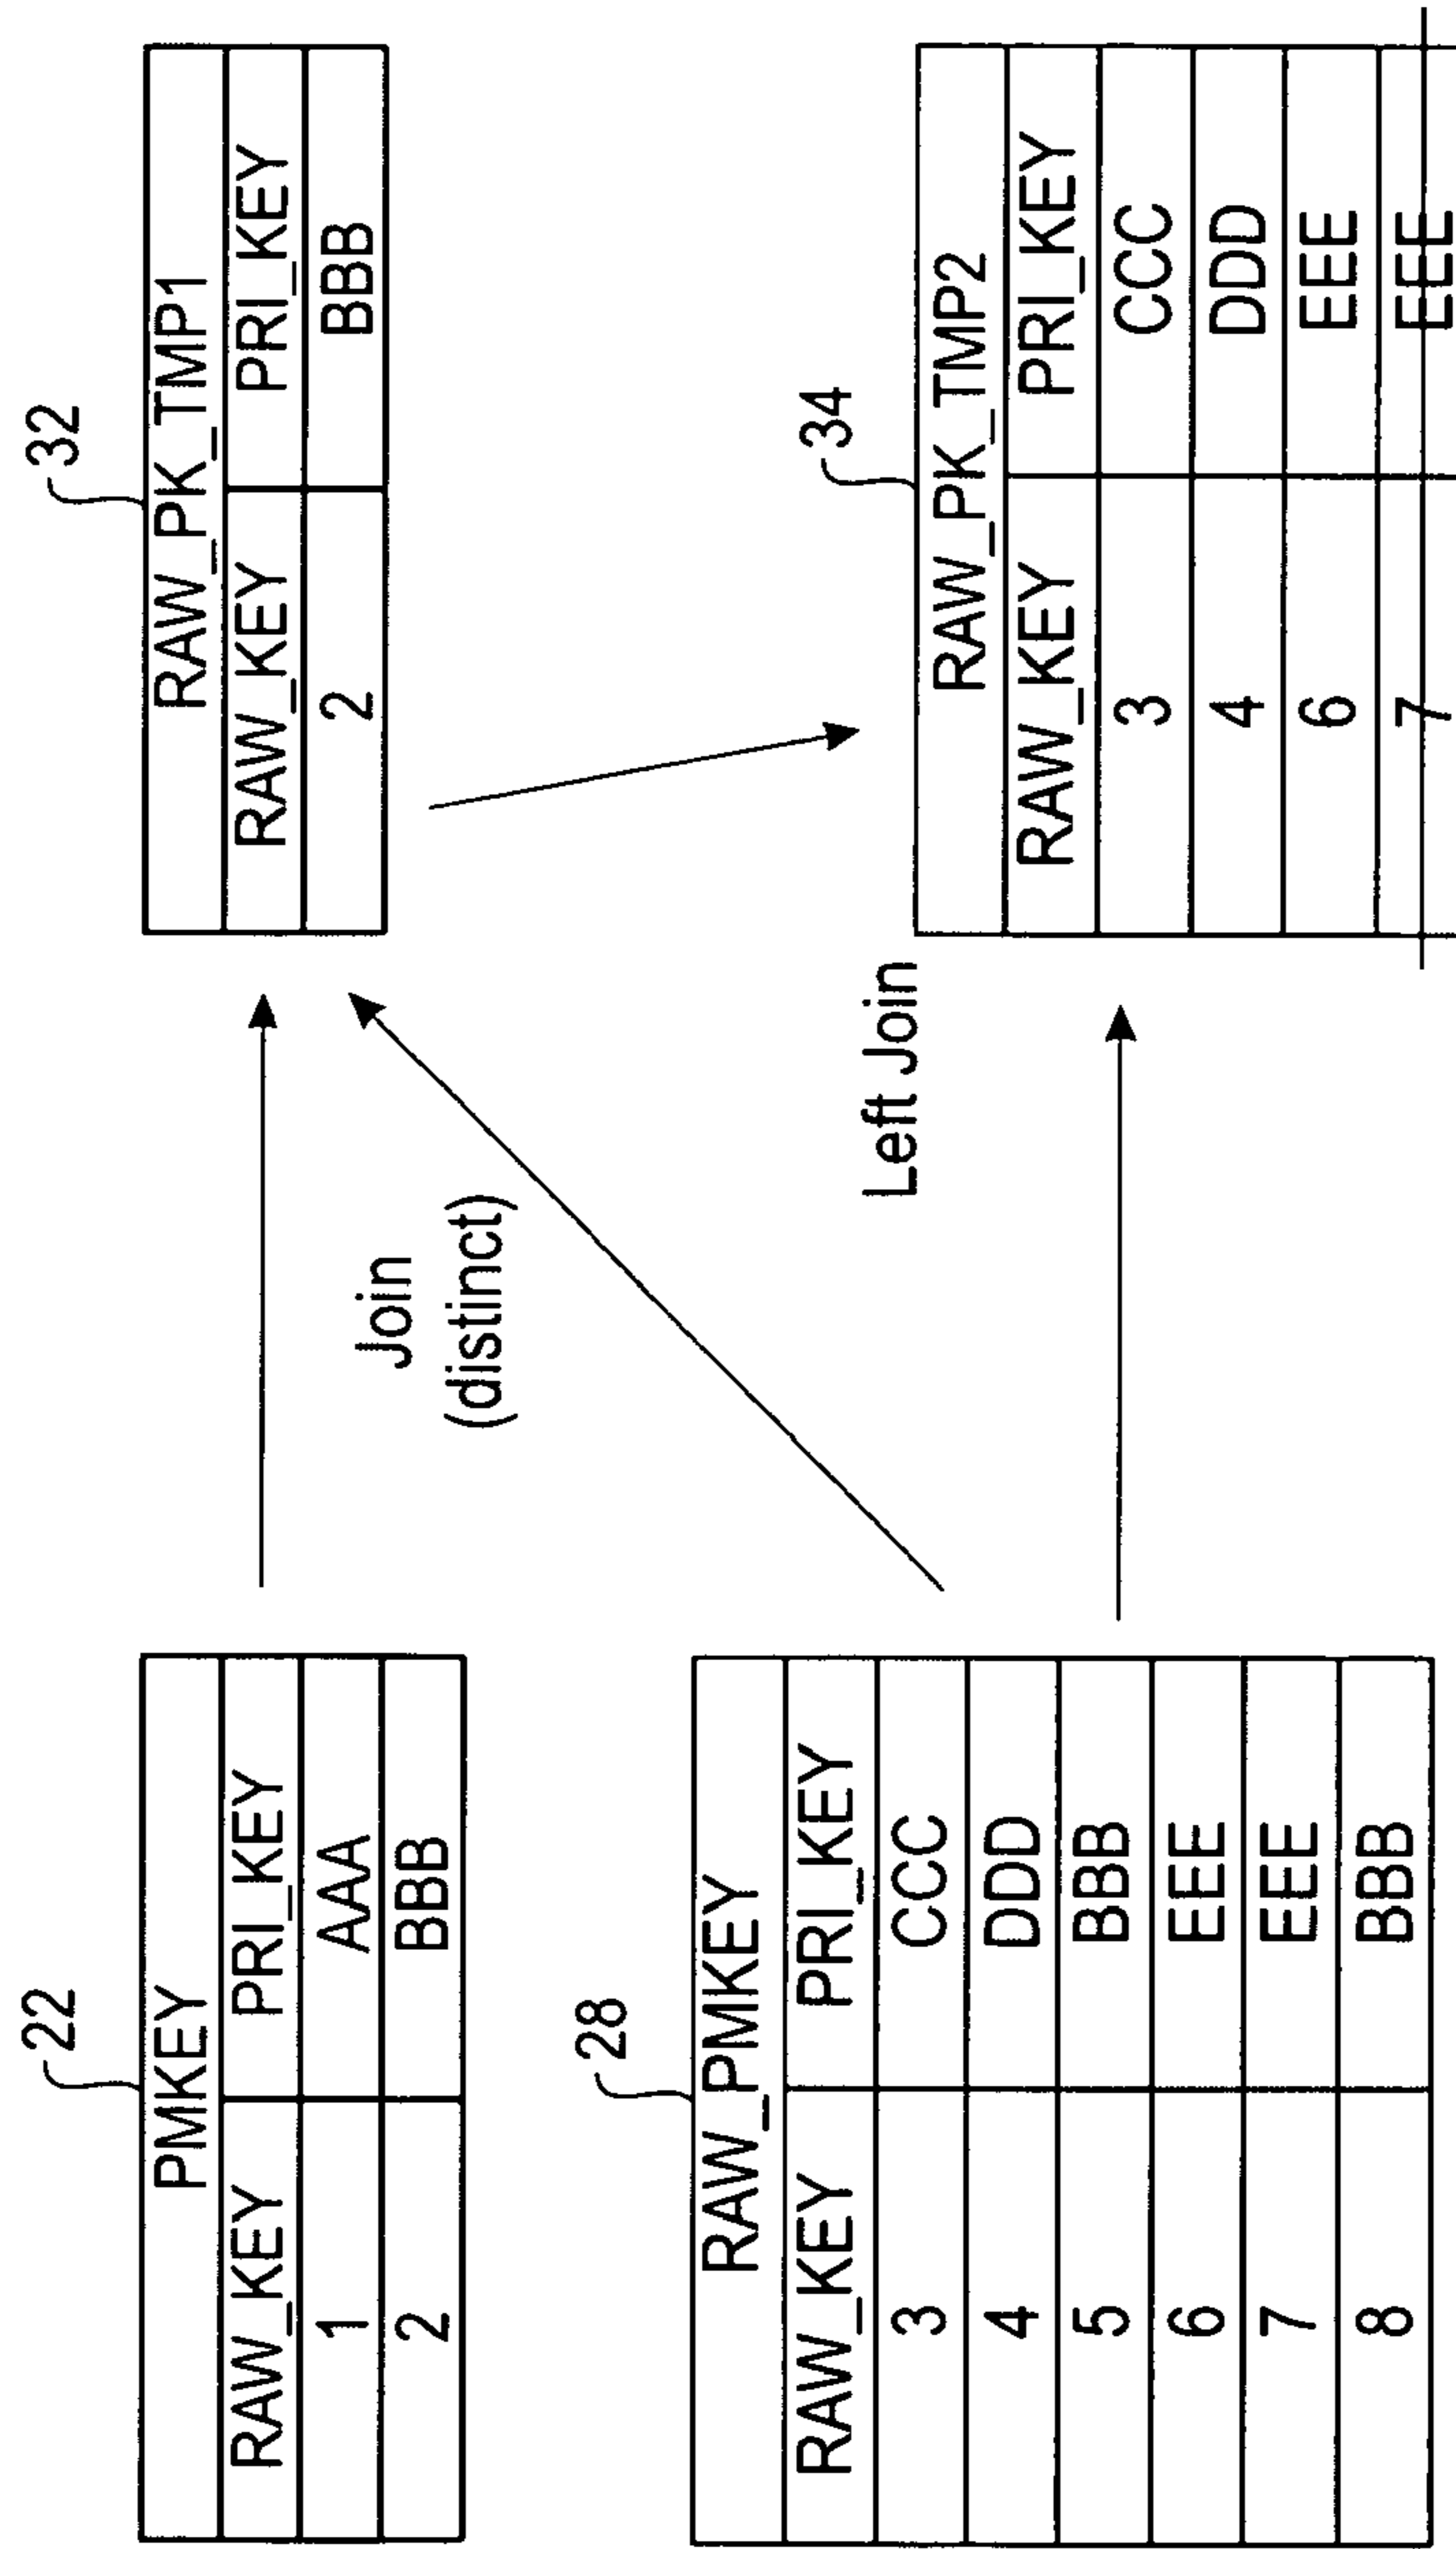 22
PMKEY
RAW_KEY PRI_KEY
1 AAA
2 BBB
28
RAW_PMKEY
RAW_KEY PRI_KEY
3 CCC
4 DDD
5 BBB
6 EEE
7 EEE
8 BBB
Join
(distinct)
Left Join
32
RAW_PK_TMP1
RAW_KEY PRI_KEY
2 BBB
34
RAW_PK_TMP2
RAW_KEY PRI_KEY
3 CCC
4 DDD
6 EEE
7 EEE